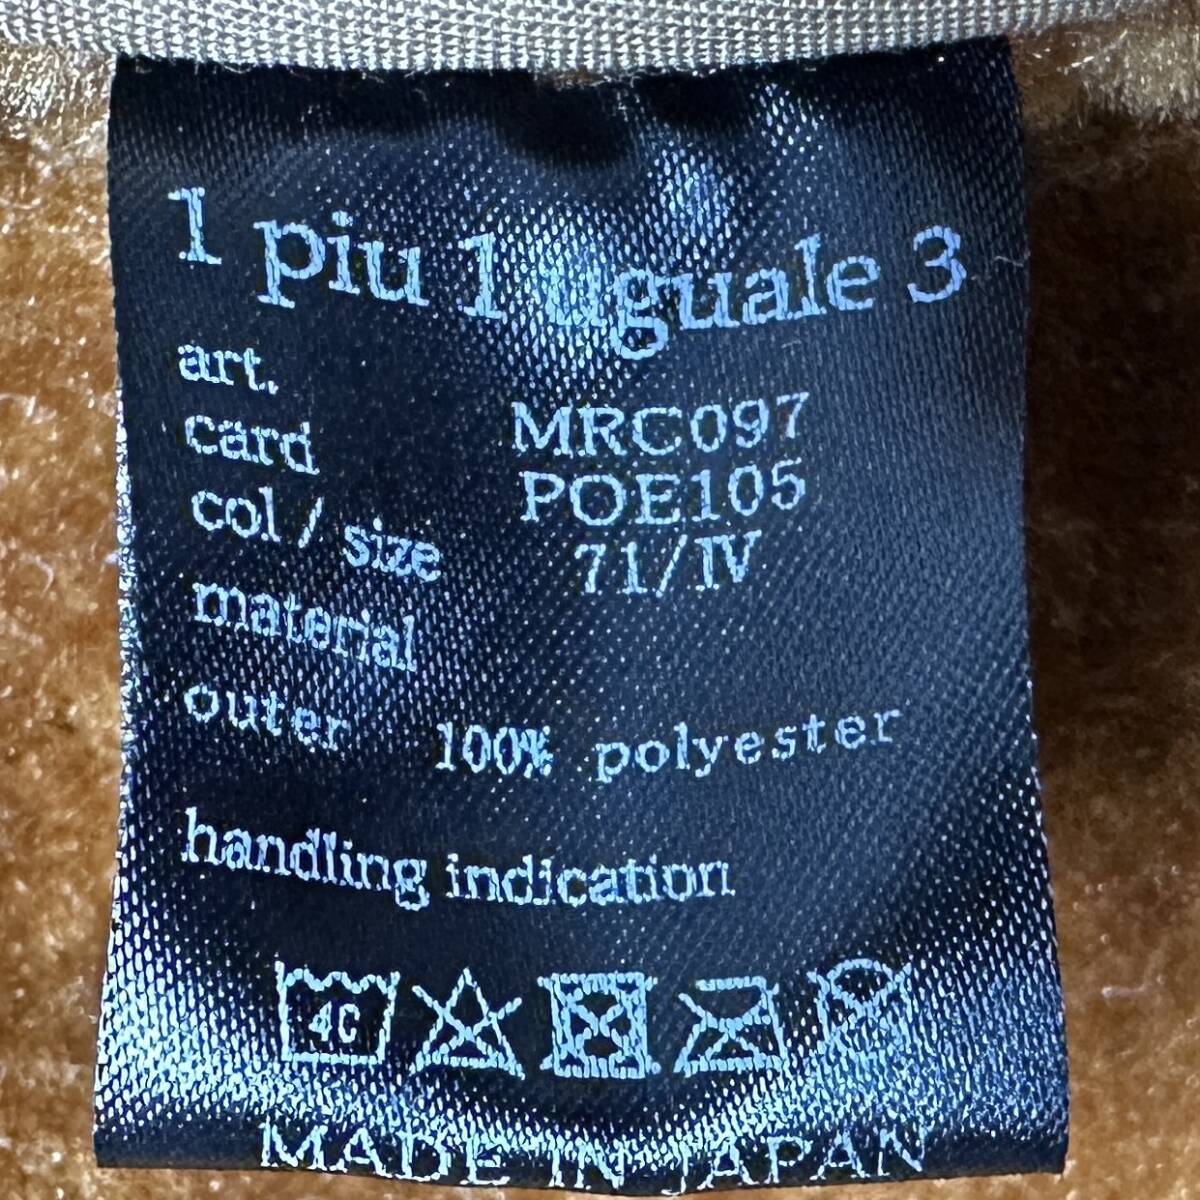 1 piu 1 uguale 3
art. MRC097
card POE105
col / size 71/IV
material
outer 100% polyester
handling indication
40
MADE IN JAPAN